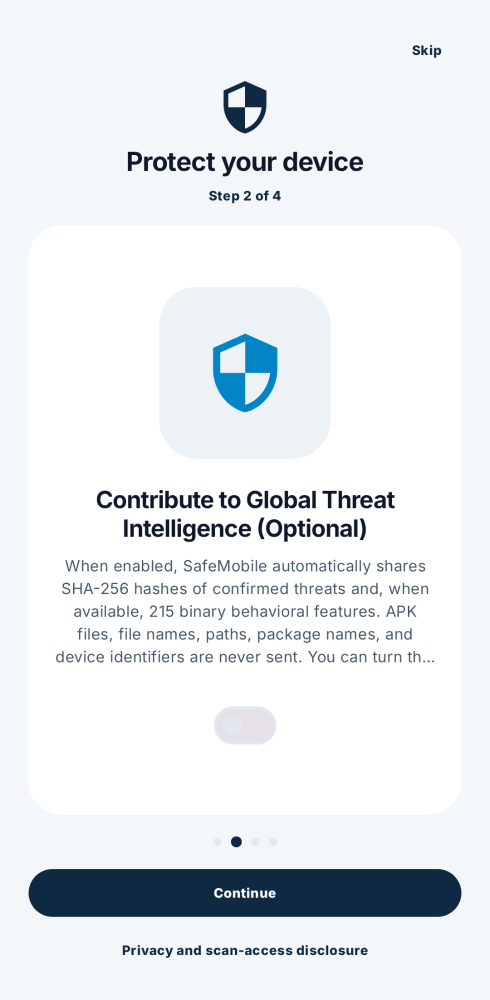 Skip
Protect your device
Step 2 of 4
Contribute to Global Threat
Intelligence (Optional)
When enabled, SafeMobile automatically shares
SHA-256 hashes of confirmed threats and, when
available, 215 binary behavioral features. APK
files, file names, paths, package names, and
device identifiers are never sent. You can turn th...
Continue
Privacy and scan-access disclosure